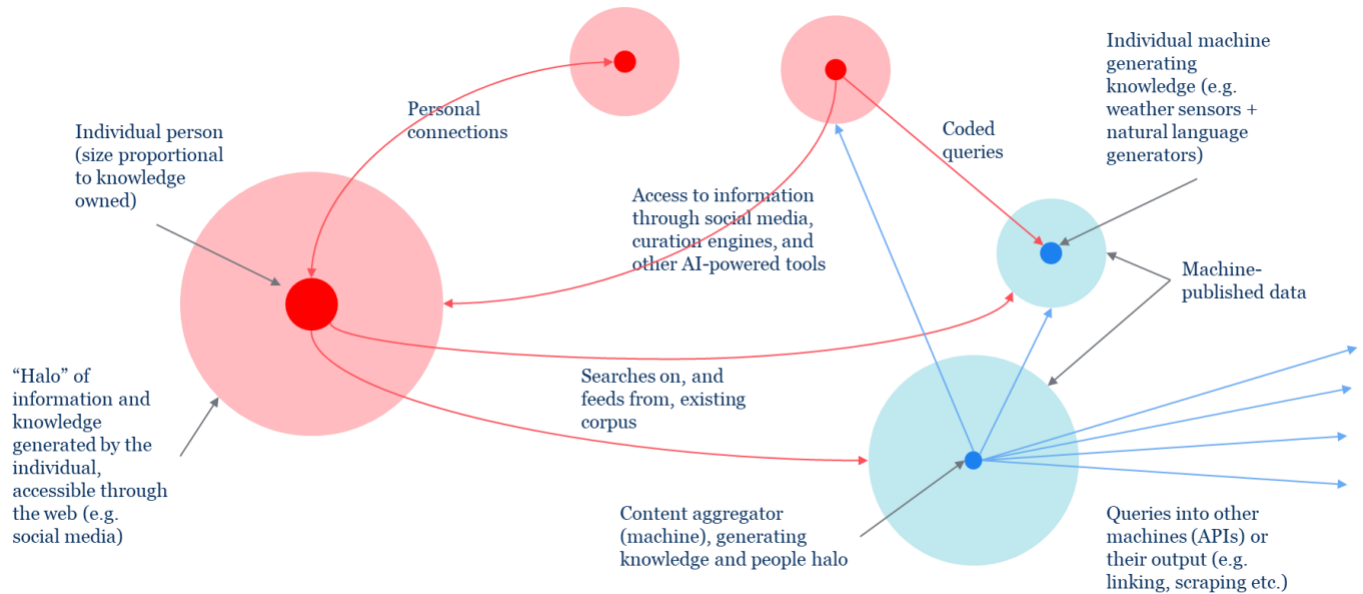 Individual machine
generating
knowledge (e.g.
weather sensors +
natural language
generators)
Personal
connections
Individual person
(size proportional
to knowledge
owned)
Coded
queries
Access to information
through social media,
curation engines, and
other AI-powered tools
Machine-
published data
“Halo” of
information and
knowledge
generated by the
individual,
accessible through
the web (e.g.
social media)
Searches on, and
feeds from, existing
corpus
Content aggregator
(machine), generating
knowledge and people halo
Queries into other
machines (APIs) or
their output (e.g.
linking, scraping etc.)